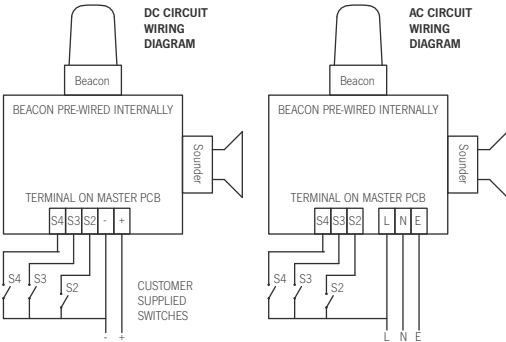 DC CIRCUIT
WIRING
DIAGRAM
Beacon
BEACON PRE-WIRED INTERNALLY
Sounder
TERMINAL ON MASTER PCB
S4 S3 S2 - +
S4 S3 S2
CUSTOMER
SUPPLIED
SWITCHES
- +
AC CIRCUIT
WIRING
DIAGRAM
Beacon
BEACON PRE-WIRED INTERNALLY
Sounder
TERMINAL ON MASTER PCB
S4 S3 S2 L N E
S4 S3 S2
L N E